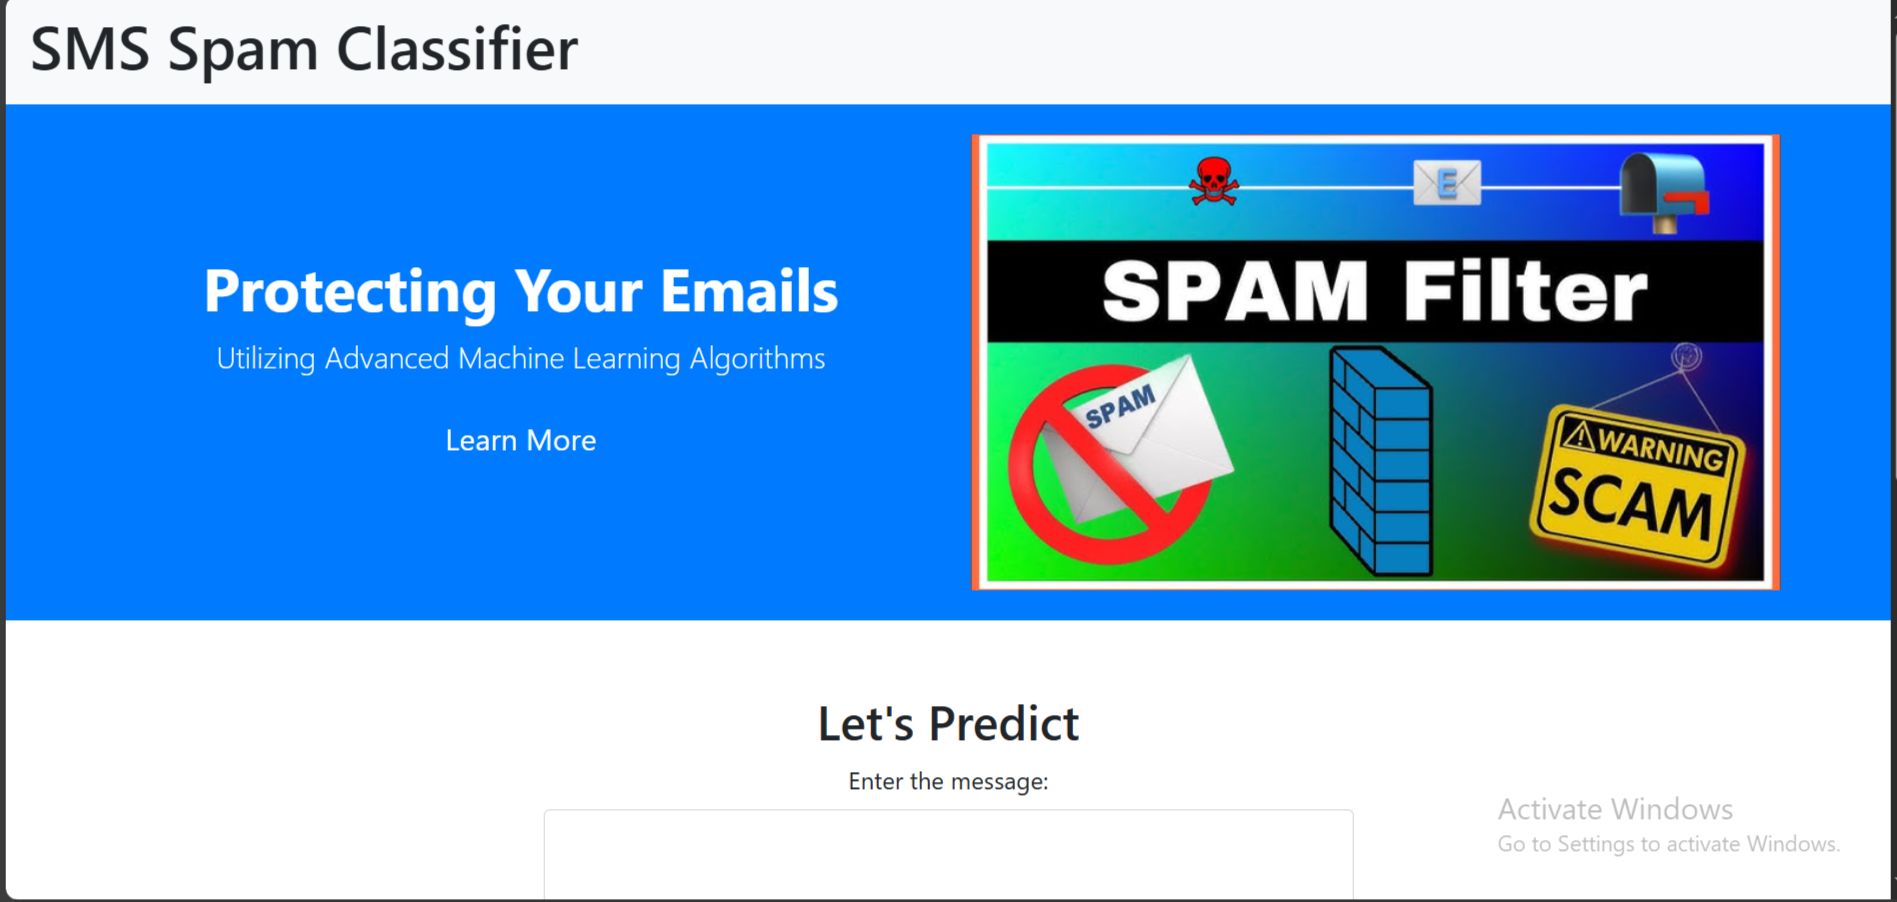 SMS Spam Classifier
Protecting Your Emails
Utilizing Advanced Machine Learning Algorithms
Learn More
E
SPAM Filter
SPAM
WARNING
SCAM
Let's Predict
Enter the message:
Activate Windows
Go to Settings to activate Windows.